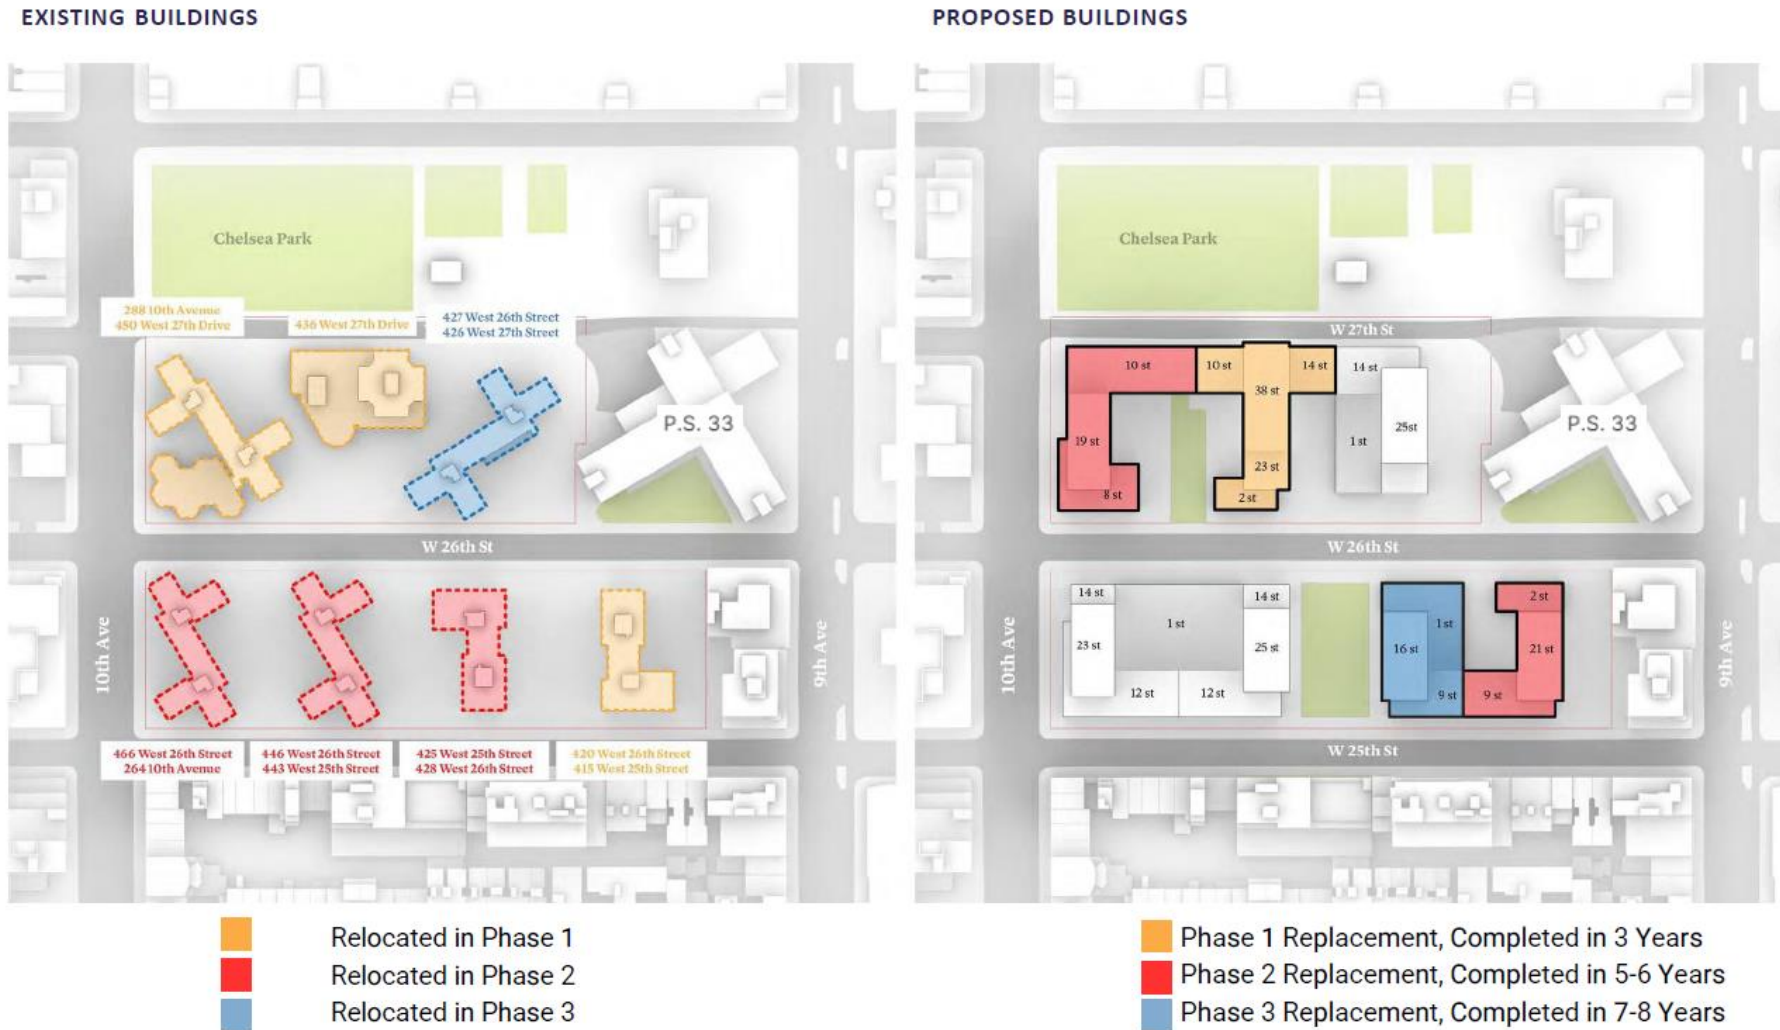 EXISTING BUILDINGS
Chelsea Park
288 10th Avenue
450 West 27th Drive
436 West 27th Drive
427 West 26th Street
426 West 27th Street
P.S. 33
W 26th St
10th Ave
9th Ave
466 West 26th Street
264 10th Avenue
446 West 26th Street
443 West 25th Street
425 West 25th Street
428 West 26th Street
420 West 26th Street
415 West 25th Street
Relocated in Phase 1
Relocated in Phase 2
Relocated in Phase 3
PROPOSED BUILDINGS
Chelsea Park
W 27th St
10 st
10 st
38 st
14 st
14 st
19 st
8 st
23 st
2 st
1 st
25st
P.S. 33
W 26th St
10th Ave
14 st
23 st
1 st
12 st
12 st
14 st
25 st
16 st
1 st
9 st
9 st
2 st
21 st
9th Ave
W 25th St
Phase 1 Replacement, Completed in 3 Years
Phase 2 Replacement, Completed in 5-6 Years
Phase 3 Replacement, Completed in 7-8 Years